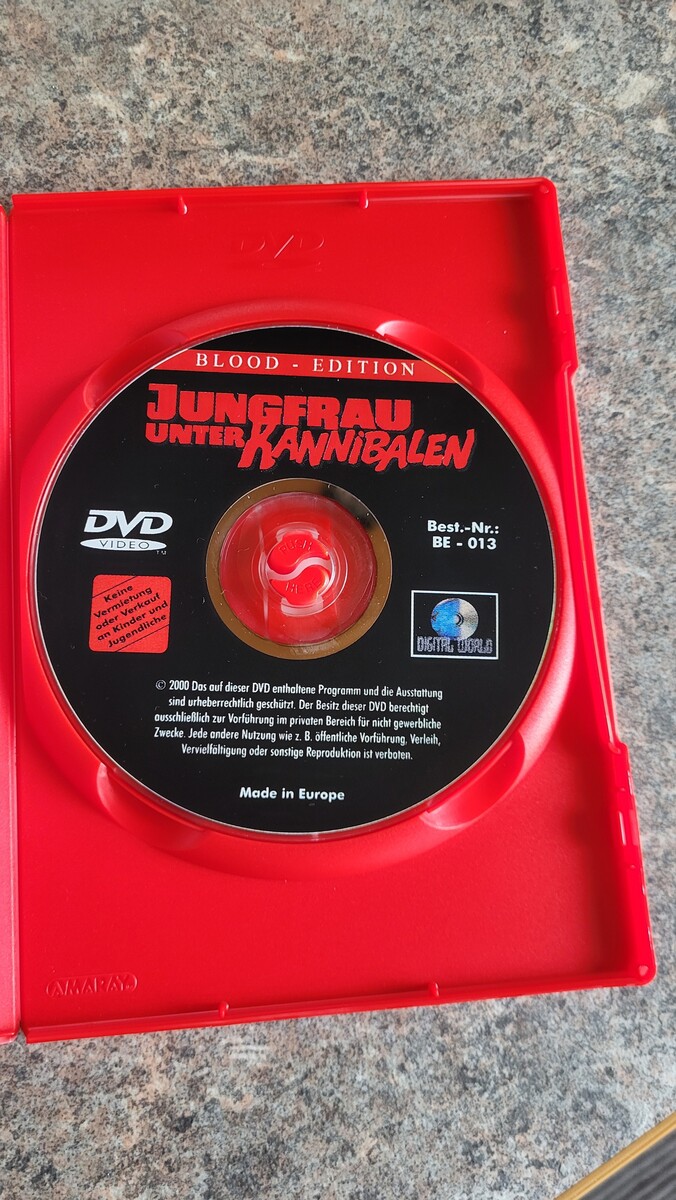 DVD
BLOOD - EDITION
JUNGFRAU
UNTER KANNiBALEN
DVD
VIDEO
TM
Best.-Nr.:
BE - 013
PUSH
HERE
Keine
Vermietung
oder Verkauf
an Kinder und
Jugendliche
DIGITAL WORLD
© 2000 Das auf dieser DVD enthaltene Programm und die Ausstattung
sind urheberrechtlich geschützt. Der Besitz dieser DVD berechtigt
ausschließlich zur Vorführung im privaten Bereich für nicht gewerbliche
Zwecke. Jede andere Nutzung wie z. B. öffentliche Vorführung, Verleih,
Vervielfältigung oder sonstige Reproduktion ist verboten.
Made in Europe
AMARAY